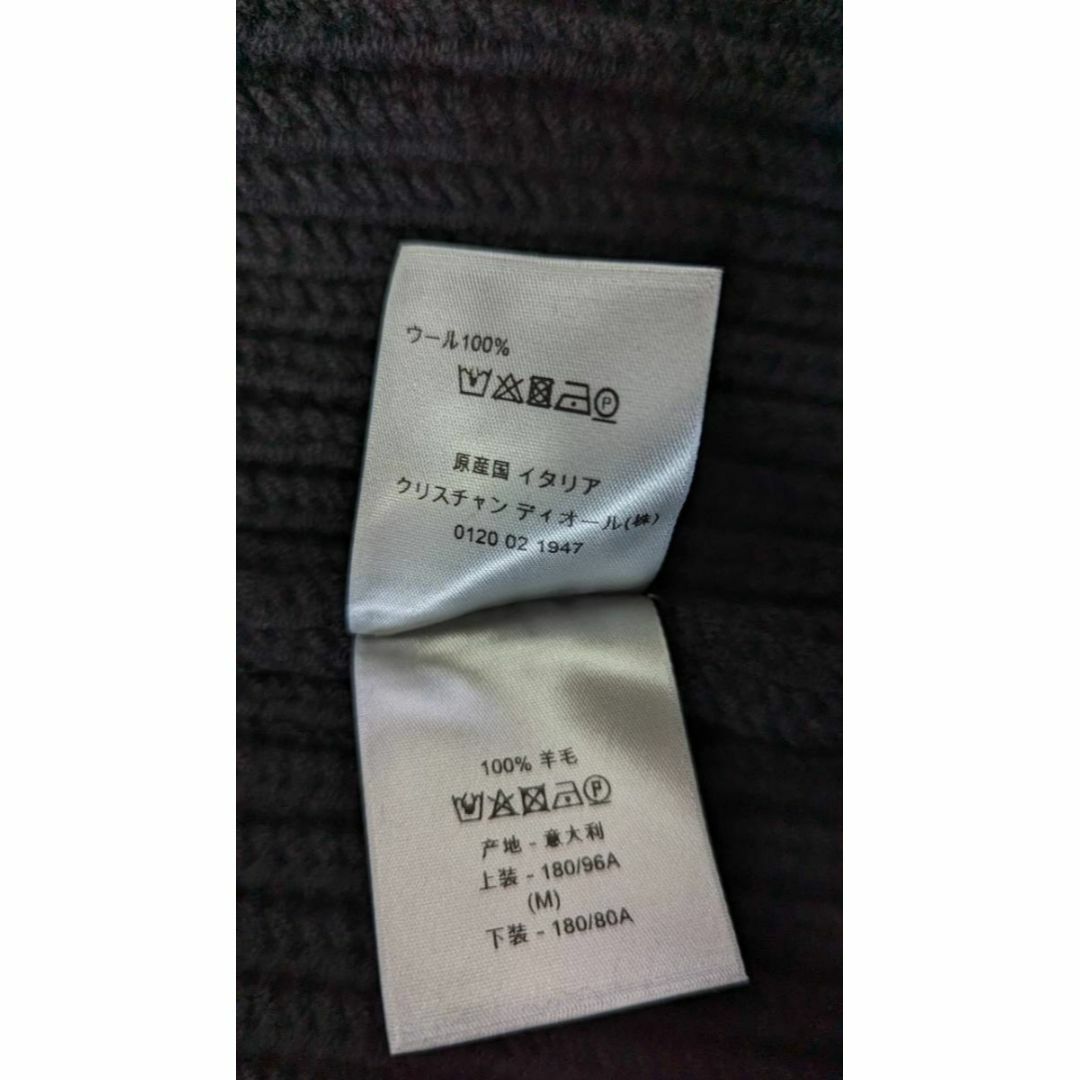 ウール100%
P
原産国 イタリア
クリスチャン ディオール(株)
0120 02 1947
100% 羊毛
P
产地 - 意大利
上装 - 180/96A
(M)
下装 - 180/80A